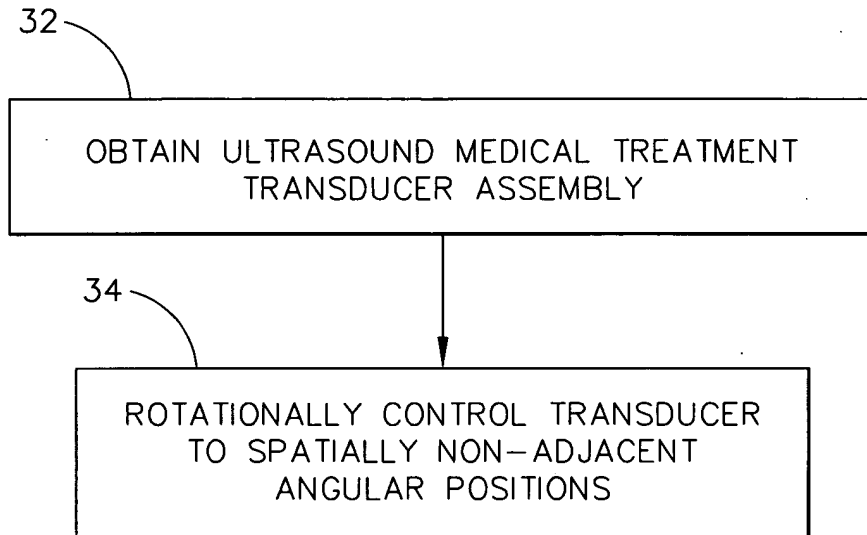 32
OBTAIN ULTRASOUND MEDICAL TREATMENT
TRANSDUCER ASSEMBLY
34
ROTATIONALLY CONTROL TRANSDUCER
TO SPATIALLY NON-ADJACENT
ANGULAR POSITIONS